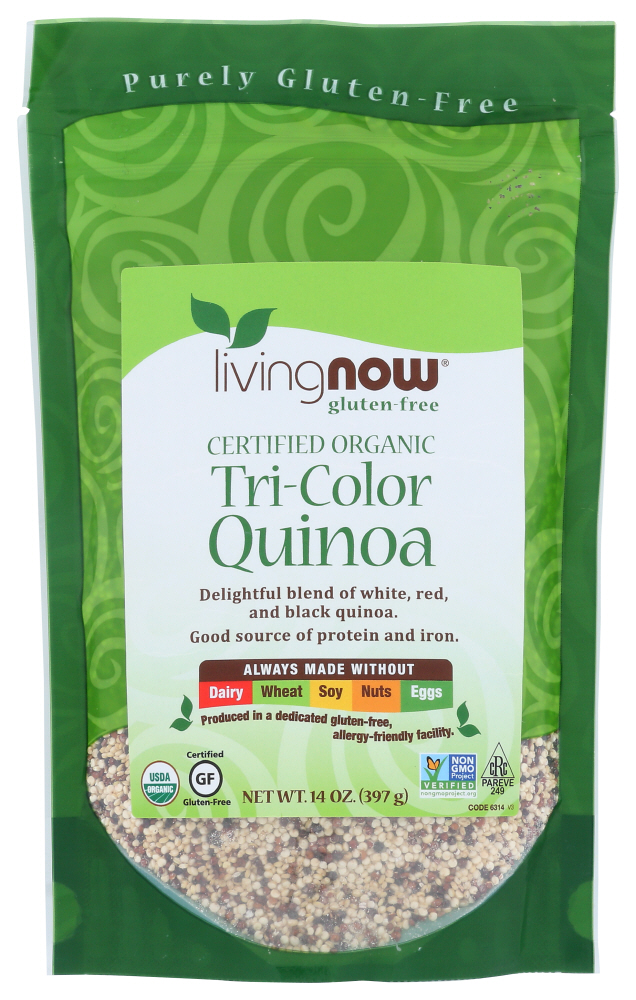 Purely Gluten-Free
livingnow®
gluten-free
CERTIFIED ORGANIC
Tri-Color
Quinoa
Delightful blend of white, red,
and black quinoa.
Good source of protein and iron.
ALWAYS MADE WITHOUT
Dairy Wheat Soy Nuts Eggs
Produced in a dedicated gluten-free,
allergy-friendly facility.
USDA
ORGANIC
Certified
GF
Gluten-Free
NET WT. 14 OZ. (397 g)
NON
GMO
Project
VERIFIED
nongmoproject.org
CRC
PAREVE
249
CODE 6314 V3